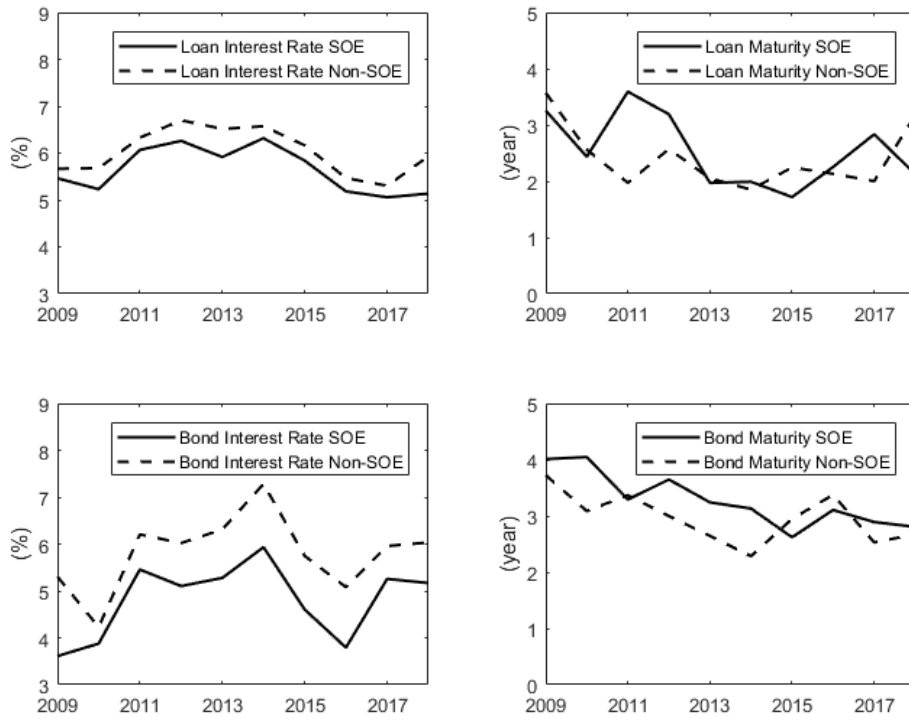 9
8
7
6
5
4
3
(%)
Loan Interest Rate SOE
Loan Interest Rate Non-SOE
2009 2011 2013 2015 2017
5
4
3
2
1
0
(year)
Loan Maturity SOE
Loan Maturity Non-SOE
2009 2011 2013 2015 2017
9
8
7
6
5
4
3
(%)
Bond Interest Rate SOE
Bond Interest Rate Non-SOE
2009 2011 2013 2015 2017
5
4
3
2
1
0
(year)
Bond Maturity SOE
Bond Maturity Non-SOE
2009 2011 2013 2015 2017